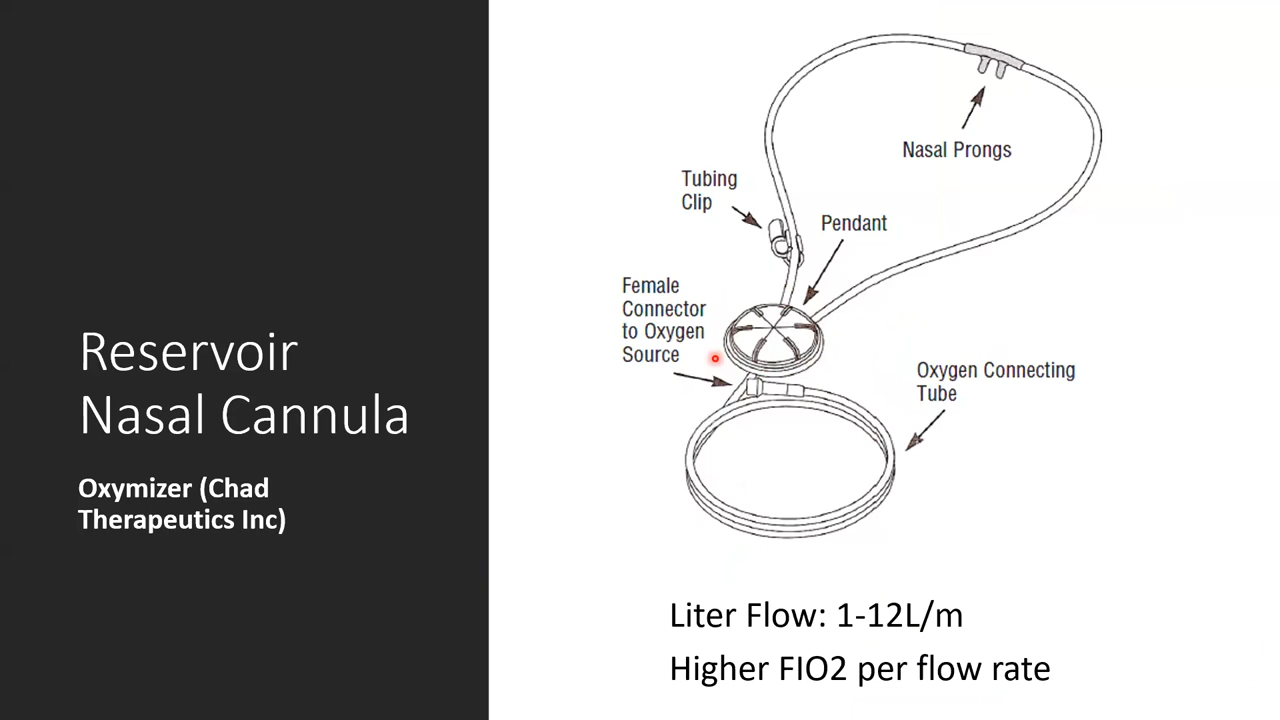 Reservoir
Nasal Cannula
Oxymizer (Chad
Therapeutics Inc)
Nasal Prongs
Tubing
Clip
Pendant
Female
Connector
to Oxygen
Source
Oxygen Connecting
Tube
Liter Flow: 1-12L/m
Higher FIO2 per flow rate